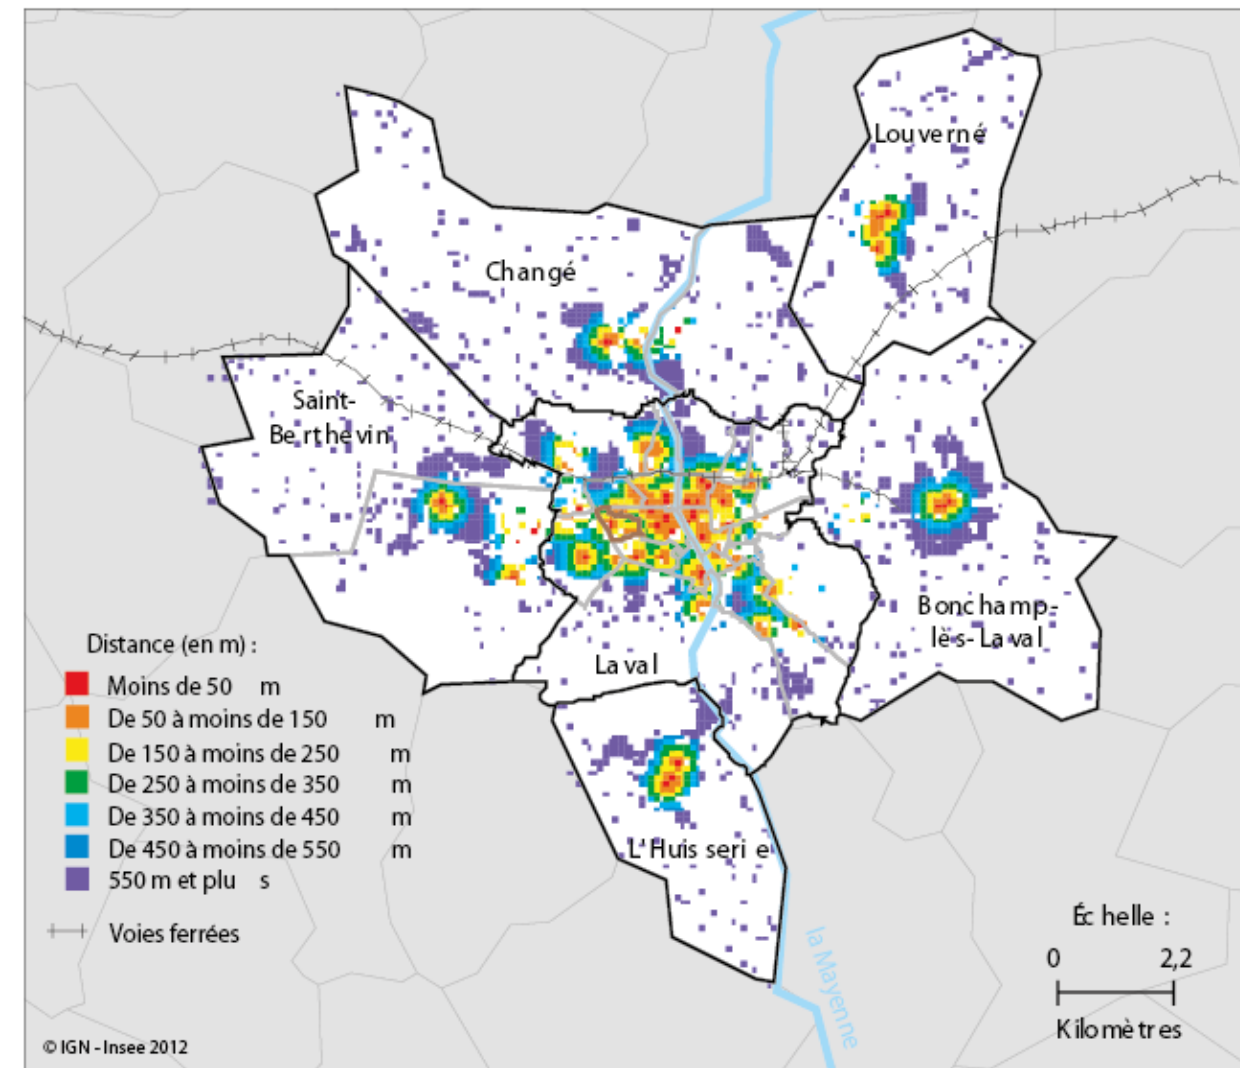 Louverné
Changé
Saint-
Berthevin
Bonchamp-
lès-Laval
Laval
L'Huisserie
la Mayenne
Distance (en m) :
Moins de 50 m
De 50 à moins de 150 m
De 150 à moins de 250 m
De 250 à moins de 350 m
De 350 à moins de 450 m
De 450 à moins de 550 m
550 m et plus
Voies ferrées
Échelle :
0 2,2
Kilomètres
© IGN - Insee 2012